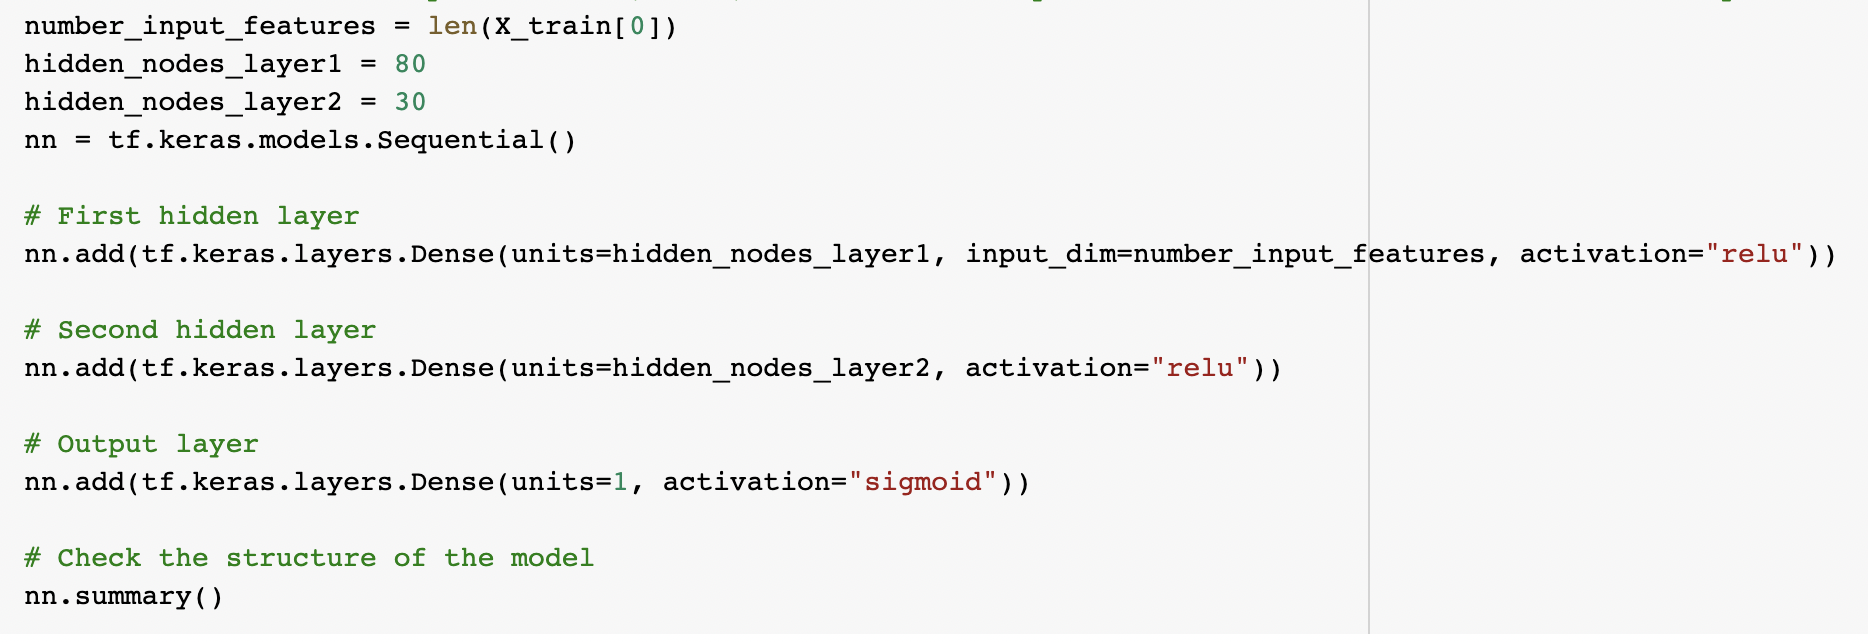 number_input_features = len(X_train[0])
hidden_nodes_layer1 = 80
hidden_nodes_layer2 = 30
nn = tf.keras.models.Sequential()
# First hidden layer
nn.add(tf.keras.layers.Dense(units=hidden_nodes_layer1, input_dim=number_input_features, activation="relu"))
# Second hidden layer
nn.add(tf.keras.layers.Dense(units=hidden_nodes_layer2, activation="relu"))
# Output layer
nn.add(tf.keras.layers.Dense(units=1, activation="sigmoid"))
# Check the structure of the model
nn.summary()